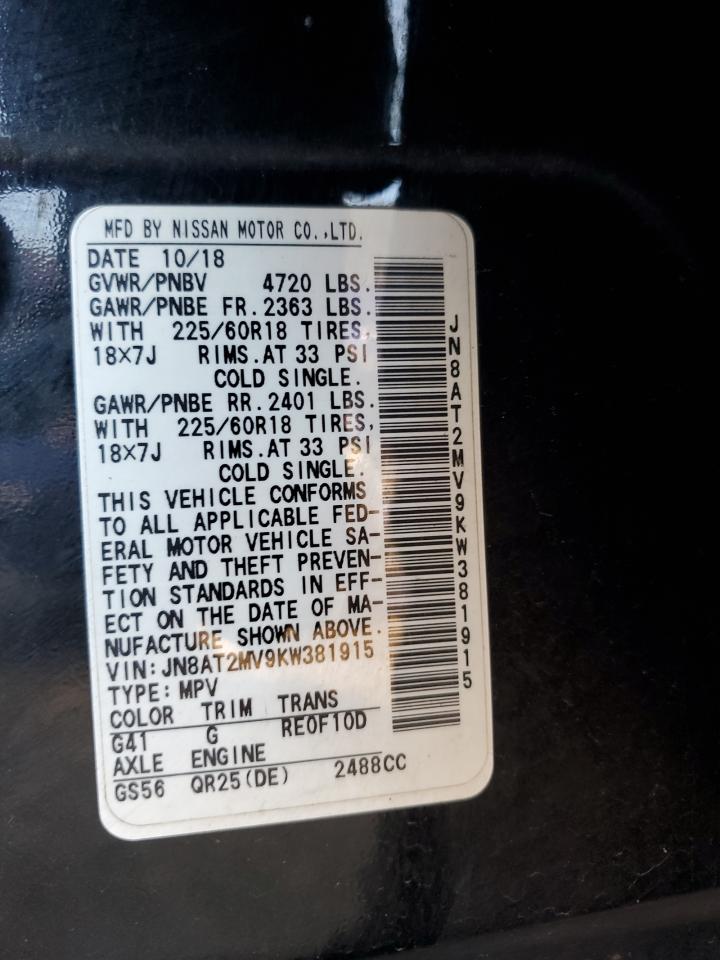 MFD BY NISSAN MOTOR CO.,LTD.
DATE 10/18
GVWR/PNBV 4720 LBS.
GAWR/PNBE FR. 2363 LBS.
WITH 225/60R18 TIRES,
18X7J RIMS. AT 33 PSI
COLD SINGLE.
GAWR/PNBE RR. 2401 LBS.
WITH 225/60R18 TIRES,
18X7J RIMS. AT 33 PSI
COLD SINGLE.
THIS VEHICLE CONFORMS
TO ALL APPLICABLE FED-
ERAL MOTOR VEHICLE SA-
FETY AND THEFT PREVEN-
TION STANDARDS IN EFF-
ECT ON THE DATE OF MA-
NUFACTURE SHOWN ABOVE.
VIN: JN8AT2MV9KW381915
TYPE: MPV
COLOR TRIM TRANS
G41 G RE0F10D
AXLE ENGINE
GS56 QR25(DE) 2488CC
JN8AT2MV9KW381915